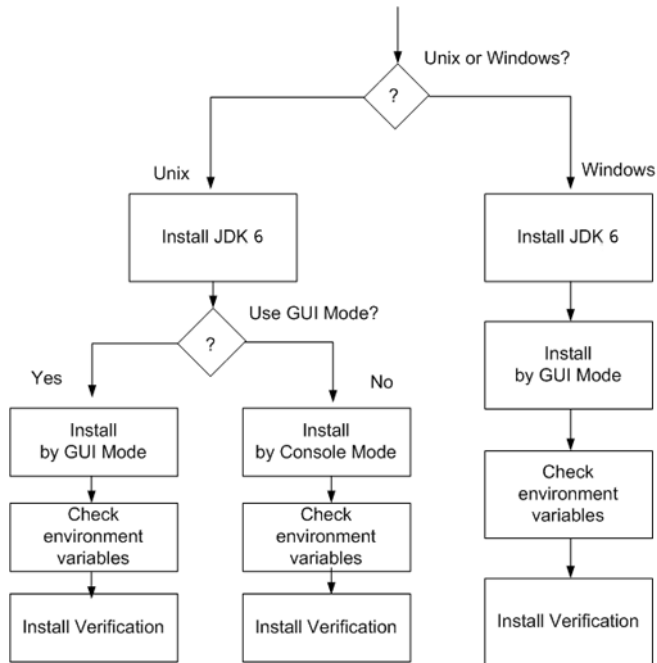 Unix or Windows?
?
Unix
Windows
Install JDK 6
Install JDK 6
Use GUI Mode?
?
Yes
No
Install
by GUI Mode
Install
by GUI Mode
Install
by Console Mode
Check
environment
variables
Check
environment
variables
Check
environment
variables
Install Verification
Install Verification
Install Verification